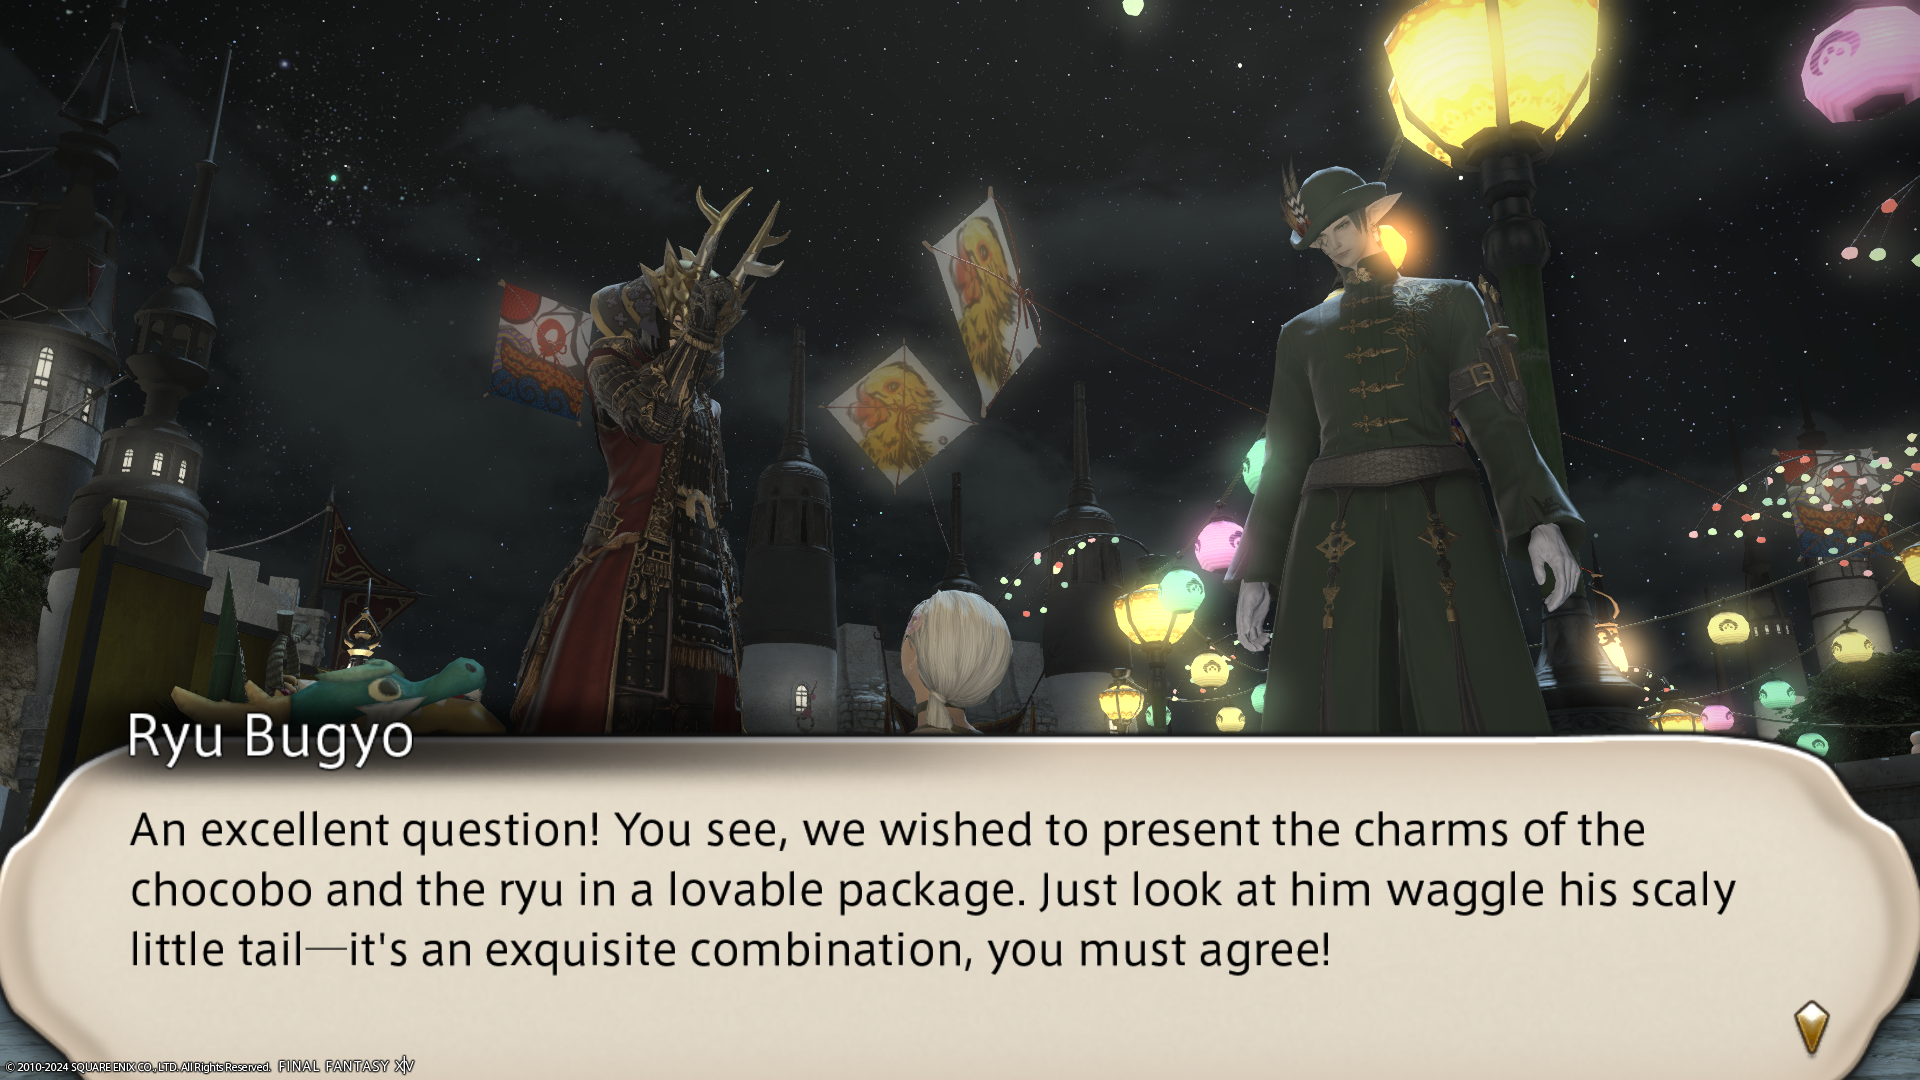 Ryu Bugyo
An excellent question! You see, we wished to present the charms of the
chocobo and the ryu in a lovable package. Just look at him waggle his scaly
little tail—it's an exquisite combination, you must agree!
© 2010-2024 SQUARE ENIX CO., LTD. All Rights Reserved. FINAL FANTASY XIV